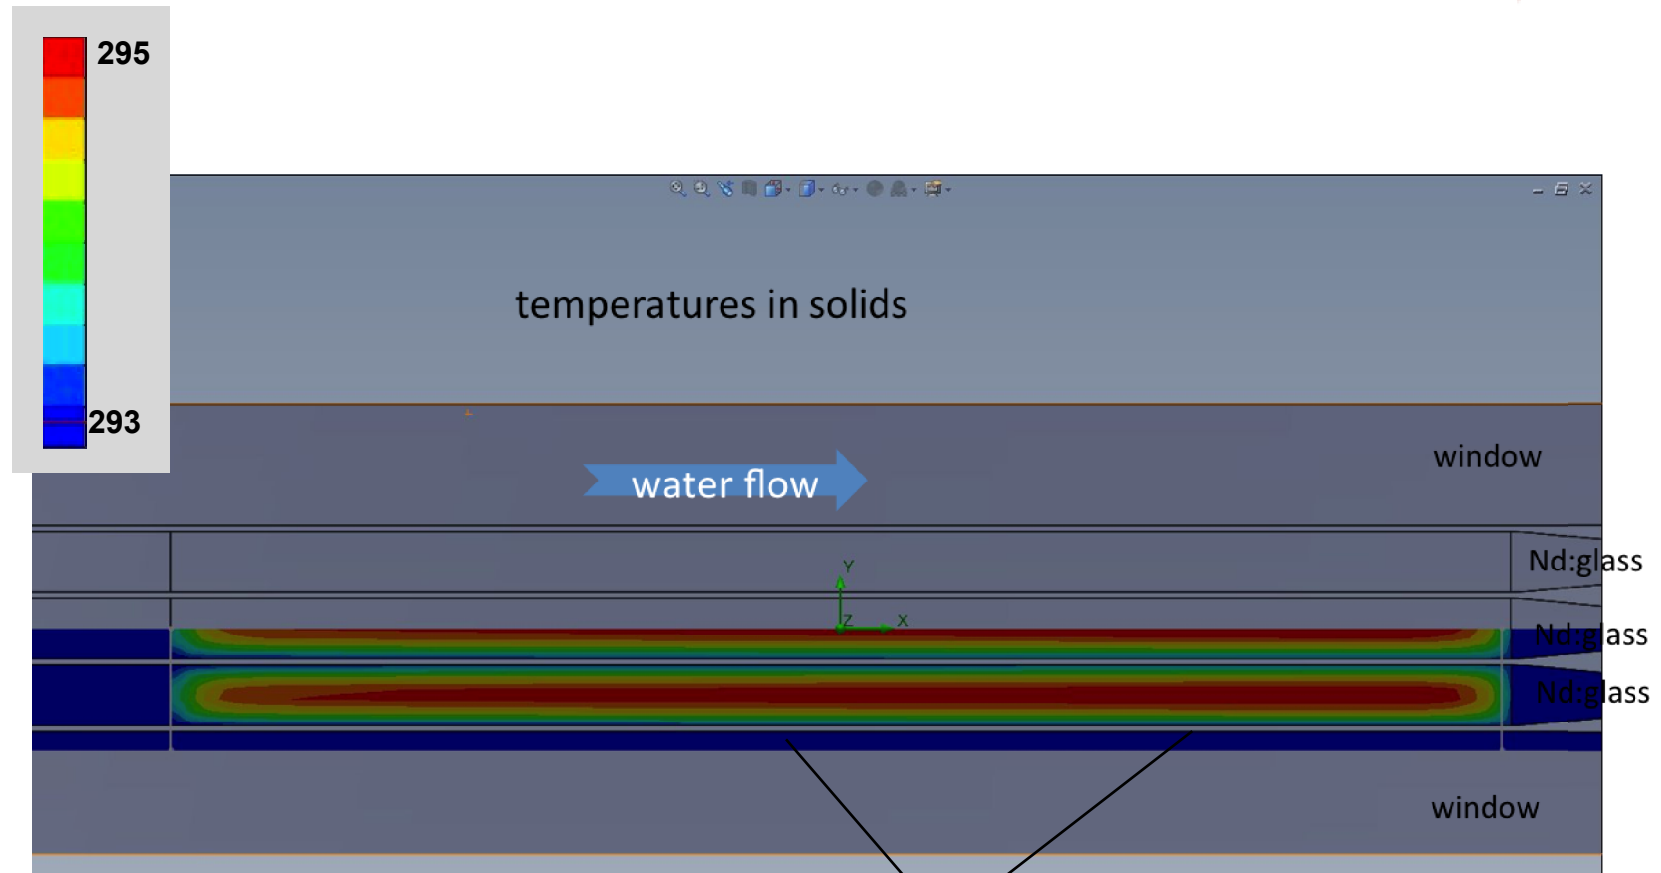 295
293
temperatures in solids
window
water flow
Nd:glass
Y
Z X
Nd:glass
Nd:glass
window